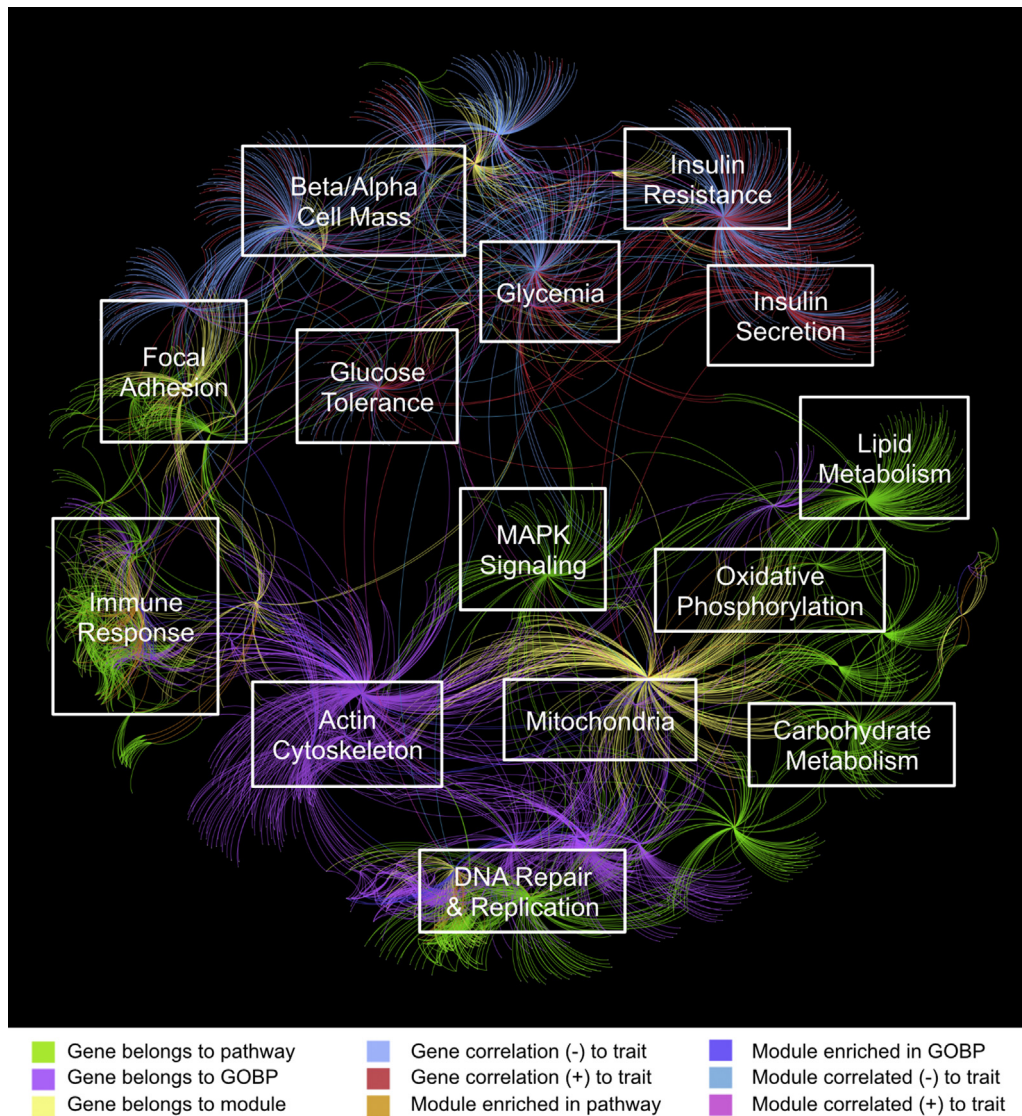 Beta/Alpha
Cell Mass
Insulin
Resistance
Glycemia
Insulin
Secretion
Focal
Adhesion
Glucose
Tolerance
Lipid
Metabolism
MAPK
Signaling
Oxidative
Phosphorylation
Immune
Response
Actin
Cytoskeleton
Mitochondria
Carbohydrate
Metabolism
DNA Repair
& Replication
Gene belongs to pathway
Gene belongs to GOBP
Gene belongs to module
Gene correlation (-) to trait
Gene correlation (+) to trait
Module enriched in pathway
Module enriched in GOBP
Module correlated (-) to trait
Module correlated (+) to trait